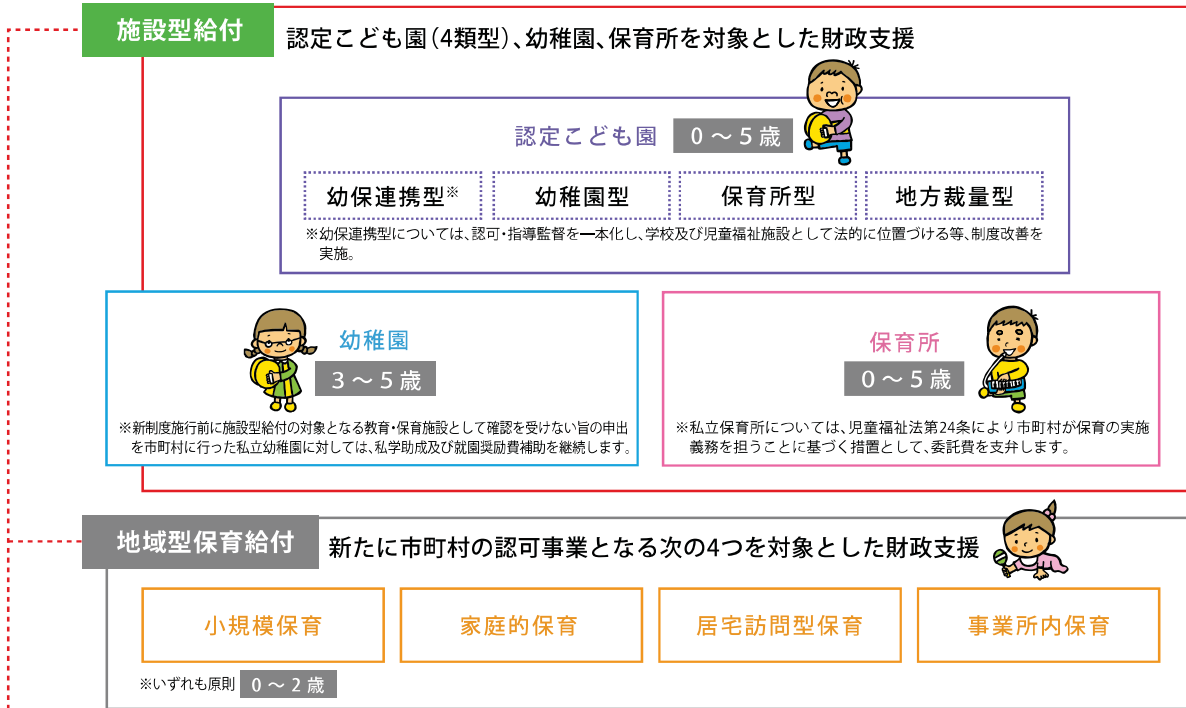 施設型給付
認定こども園(4類型)、幼稚園、保育所を対象とした財政支援
認定こども園 0～5歳
幼保連携型※ 幼稚園型 保育所型 地方裁量型
※幼保連携型については、認可・指導監督を一本化し、学校及び児童福祉施設として法的に位置づける等、制度改善を
実施。
幼稚園
3～5歳
※新制度施行前に施設型給付の対象となる教育・保育施設として確認を受けない旨の申出
を市町村に行った私立幼稚園に対しては、私学助成及び就園奨励費補助を継続します。
保育所
0～5歳
※私立保育所については、児童福祉法第24条により市町村が保育の実施
義務を担うことに基づく措置として、委託費を支弁します。
地域型保育給付
新たに市町村の認可事業となる次の4つを対象とした財政支援
小規模保育 家庭的保育 居宅訪問型保育 事業所内保育
※いずれも原則 0～2歳